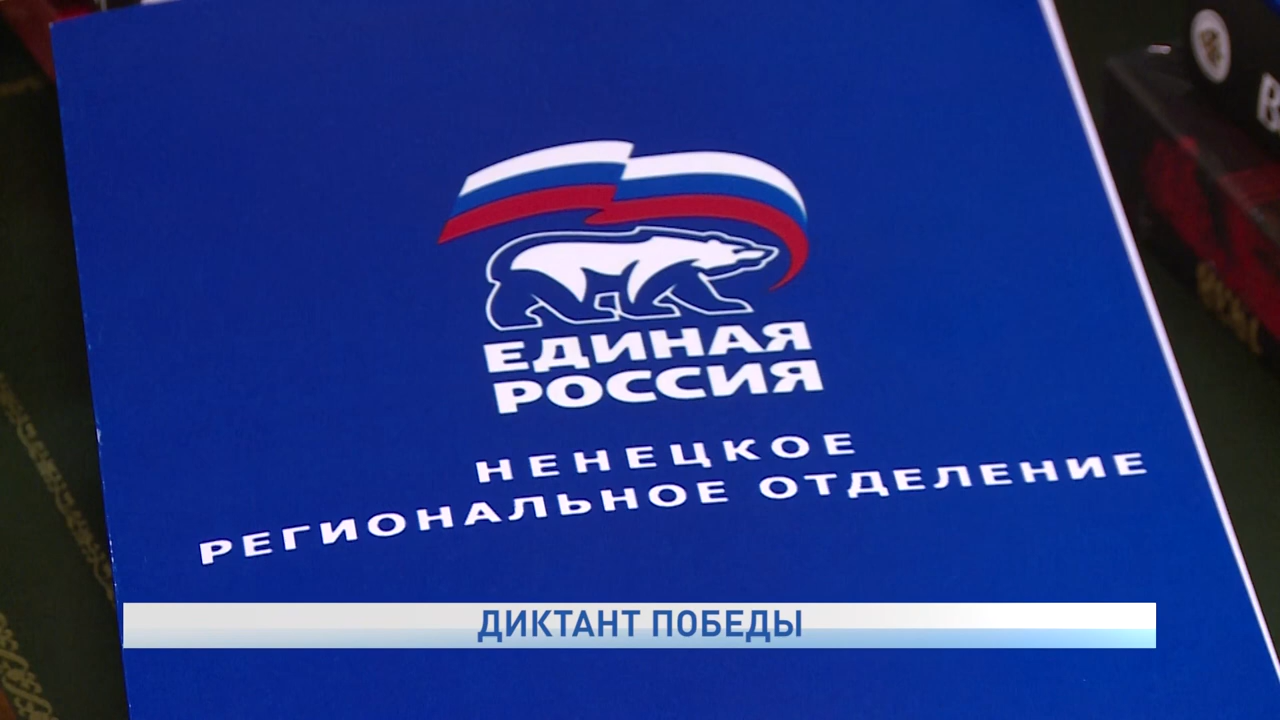 ЕДИНАЯ
РОССИЯ
НЕНЕЦКОЕ
РЕГИОНАЛЬНОЕ ОТДЕЛЕНИЕ
ДИКТАНТ ПОБЕДЫ